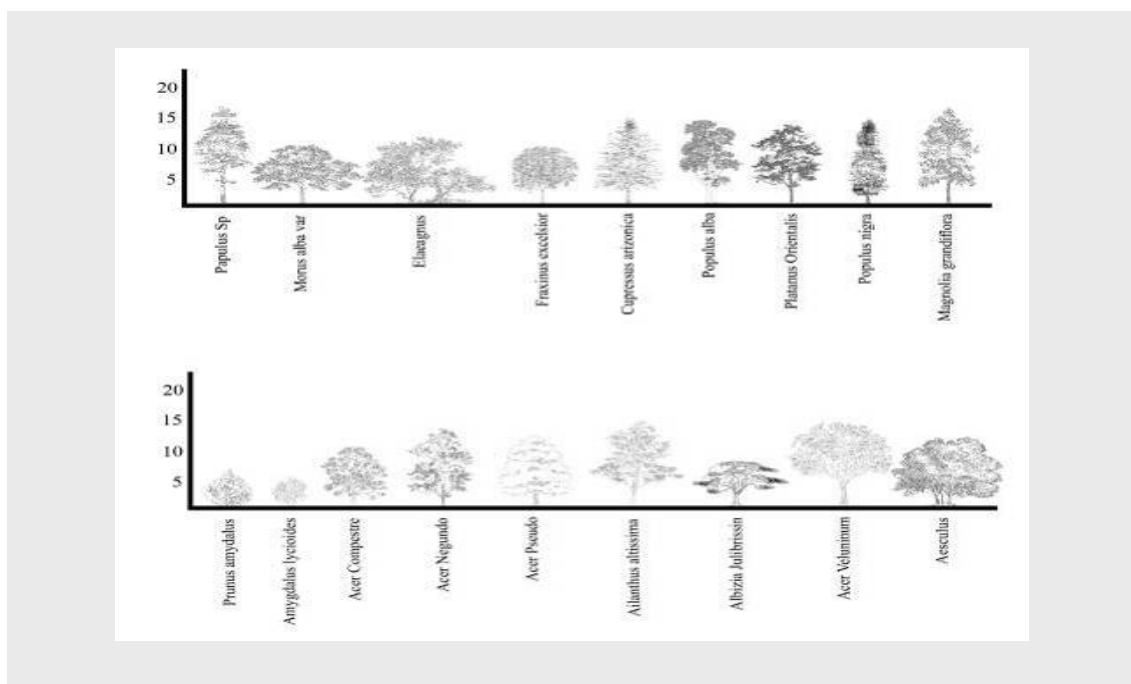 20
15
10
5
Papulus Sp
Morus alba var
Elaeagnus
Fraxinus excelsior
Cupressus arizonica
Populus alba
Platanus Orientalis
Populus nigra
Magnolia grandiflora
20
15
10
5
Prunus amydalus
Amygdalus lycioides
Acer Compestre
Acer Negundo
Acer Pseudo
Ailanthus altissima
Albizia Julibrissin
Acer Veluninum
Aesculus